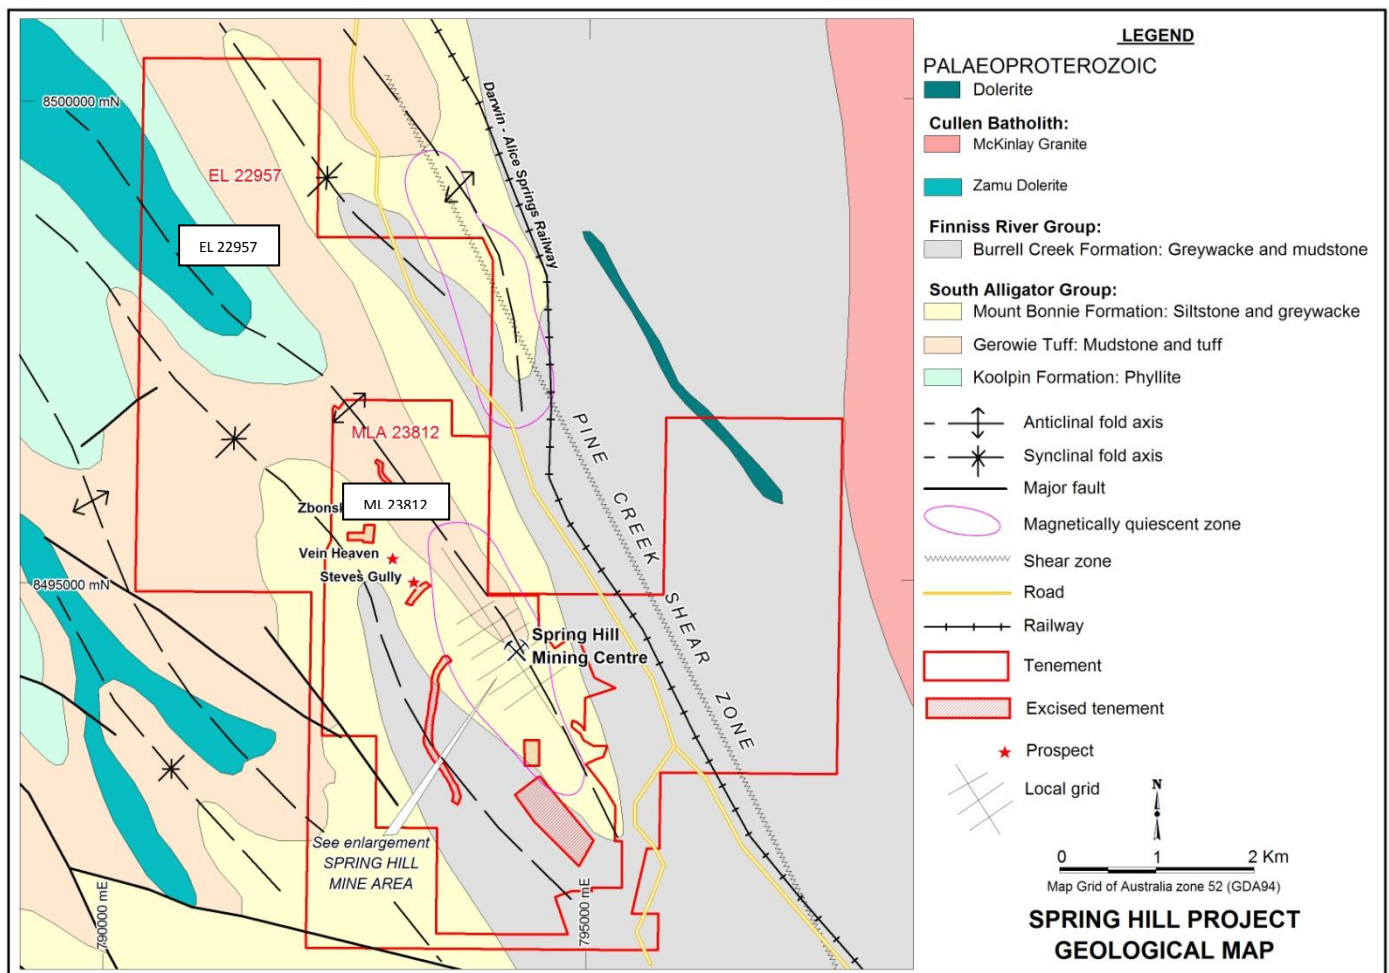 8500000 mN
EL 22957
EL 22957
Darwin - Alice Springs Railway
MLA 23812
ML 23812
Vein Heaven
Steves Gully
8495000 mN
Spring Hill
Mining Centre
PINE CREEK SHEAR ZONE
See enlargement
SPRING HILL
MINE AREA
790000 mE
795000 mE
LEGEND
PALAEOPROTEROZOIC
Dolerite
Cullen Batholith:
McKinlay Granite
Zamu Dolerite
Finniss River Group:
Burrell Creek Formation: Greywacke and mudstone
South Alligator Group:
Mount Bonnie Formation: Siltstone and greywacke
Gerowie Tuff: Mudstone and tuff
Koolpin Formation: Phyllite
Anticlinal fold axis
Synclinal fold axis
Major fault
Magnetically quiescent zone
Shear zone
Road
Railway
Tenement
Excised tenement
Prospect
Local grid
N
0 1 2 Km
Map Grid of Australia zone 52 (GDA94)
SPRING HILL PROJECT
GEOLOGICAL MAP